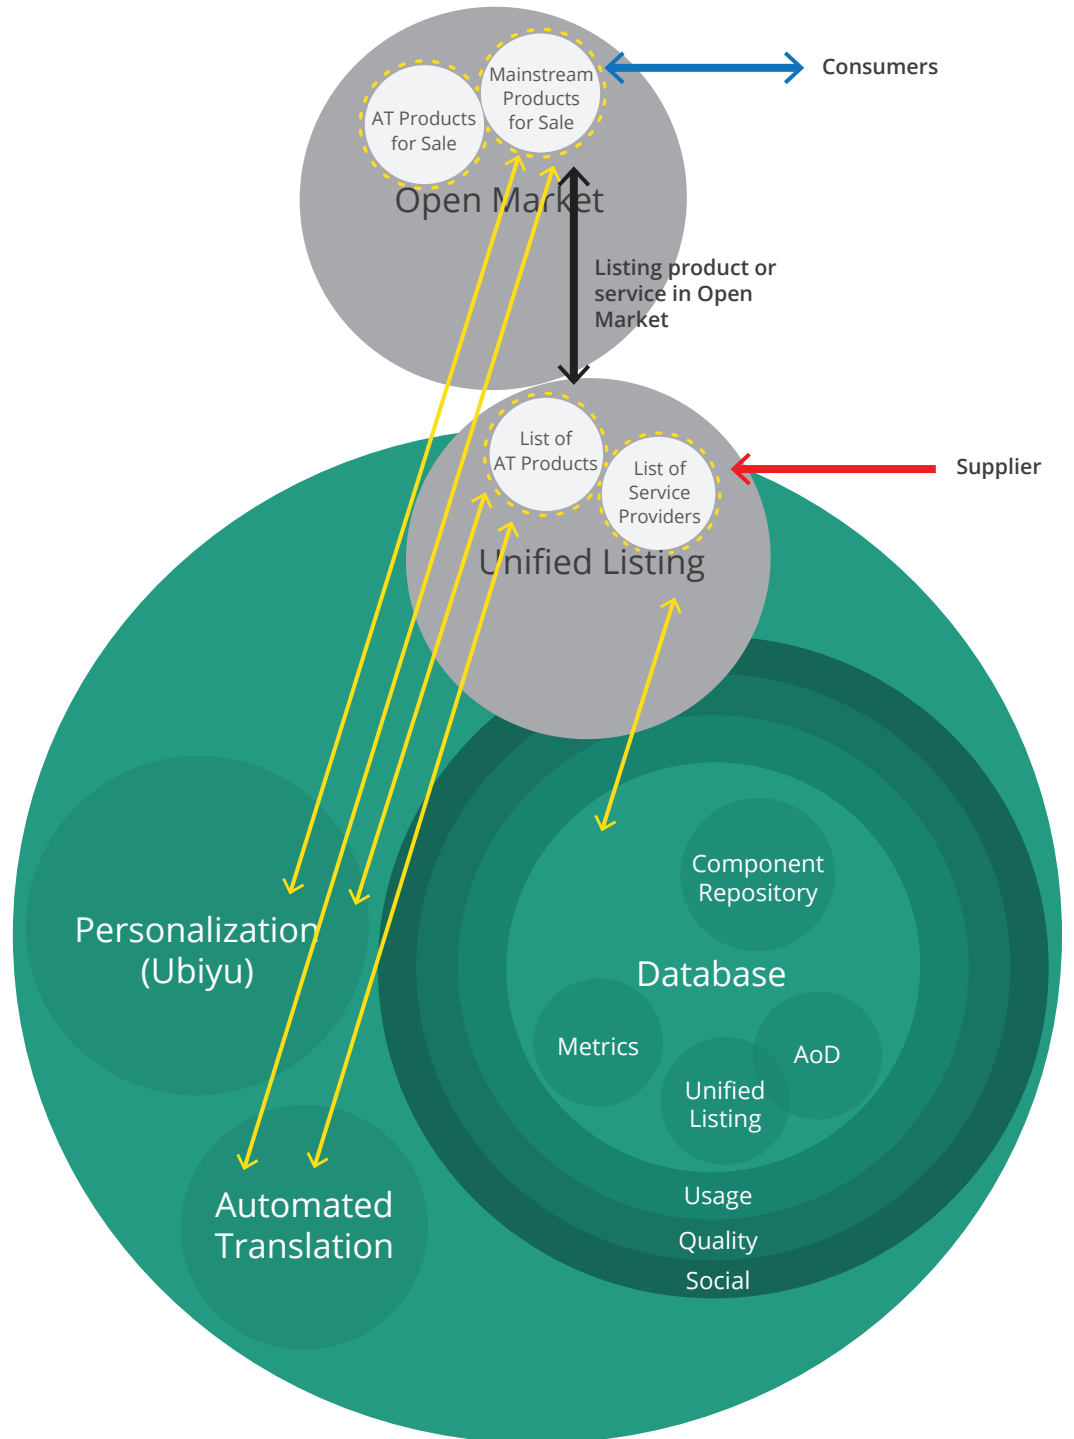 Mainstream
Products
for Sale
Consumers
AT Products
for Sale
Open Market
Listing product or
service in Open
Market
List of
AT Products
List of
Service
Providers
Supplier
Unified Listing
Component
Repository
Personalization
(Ubiyu)
Database
Metrics
AoD
Unified
Listing
Automated
Translation
Usage
Quality
Social